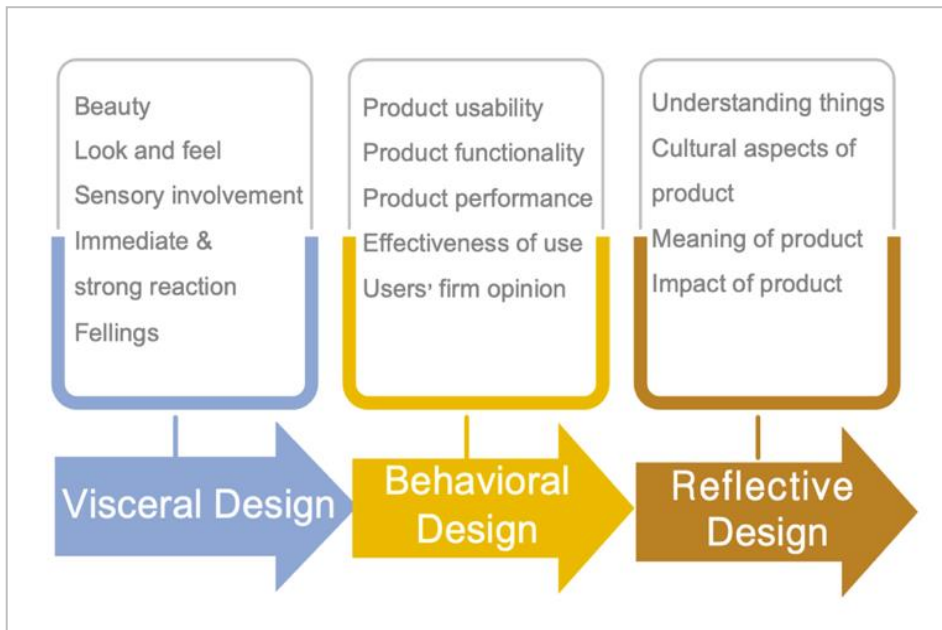 Beauty
Look and feel
Sensory involvement
Immediate &
strong reaction
Fellings
Product usability
Product functionality
Product performance
Effectiveness of use
Users' firm opinion
Understanding things
Cultural aspects of
product
Meaning of product
Impact of product
Visceral Design
Behavioral
Design
Reflective
Design